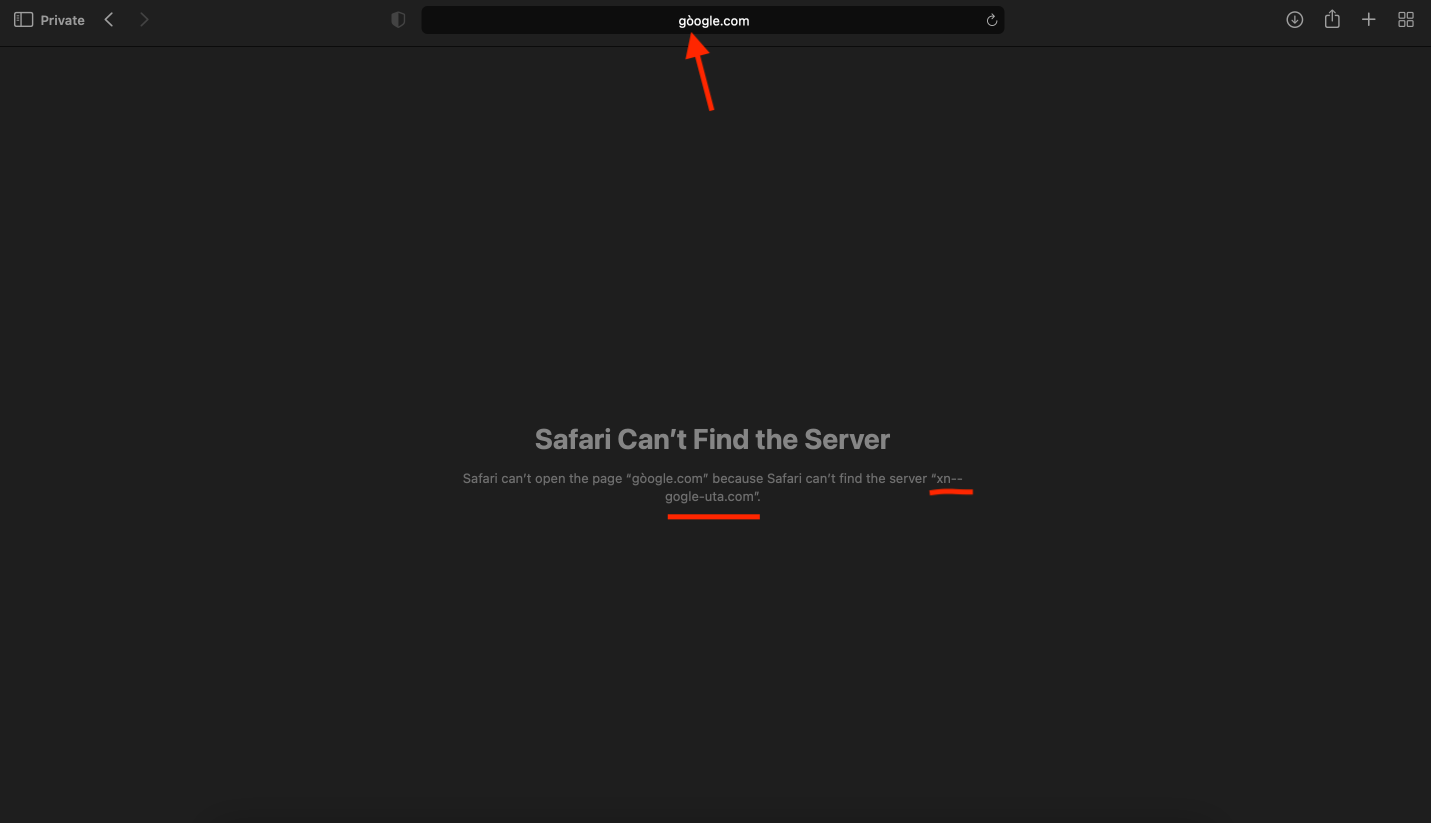 Private
gòogle.com
Safari Can’t Find the Server
Safari can’t open the page “gòogle.com” because Safari can’t find the server “xn--
gogle-uta.com”.